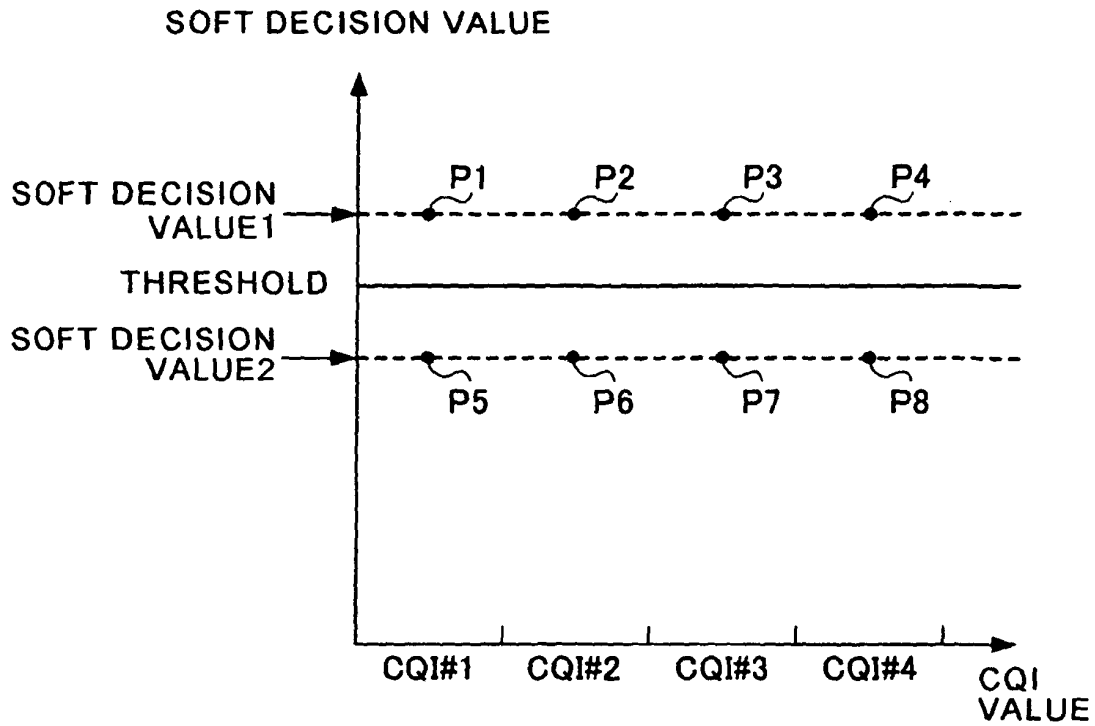 SOFT DECISION VALUE
SOFT DECISION
VALUE1
P1 P2 P3 P4
THRESHOLD
SOFT DECISION
VALUE2
P5 P6 P7 P8
CQI#1 CQI#2 CQI#3 CQI#4
CQI
VALUE